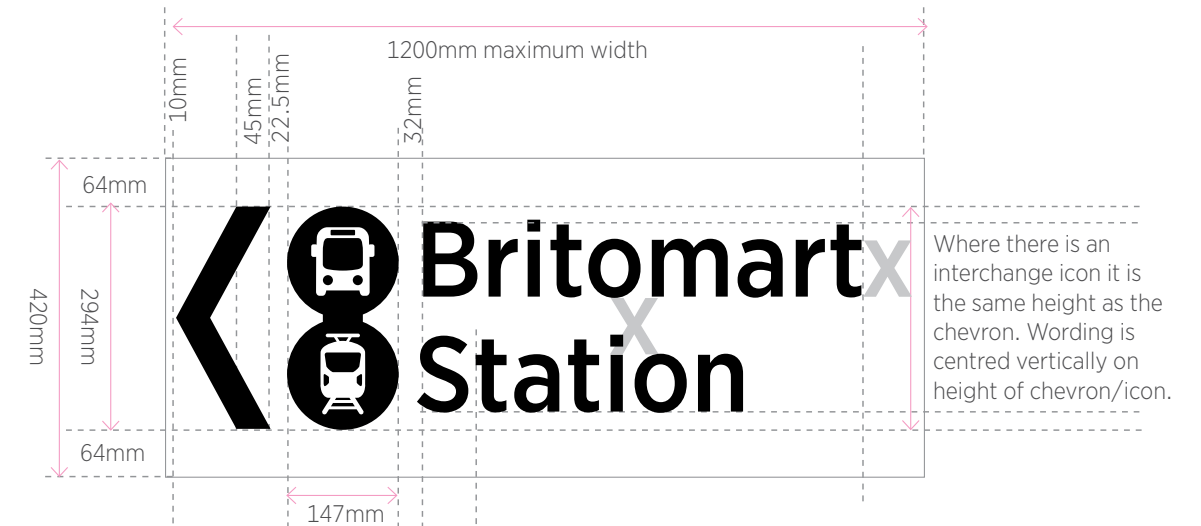 1200mm maximum width
10mm
45mm
22.5mm
32mm
64mm
420mm
294mm
Britomart x
x
Station
Where there is an
interchange icon it is
the same height as the
chevron. Wording is
centred vertically on
height of chevron/icon.
64mm
147mm